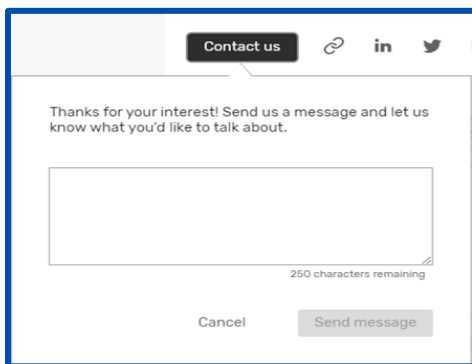 Contact us in
Thanks for your interest! Send us a message and let us
know what you'd like to talk about.
250 characters remaining
Cancel Send message